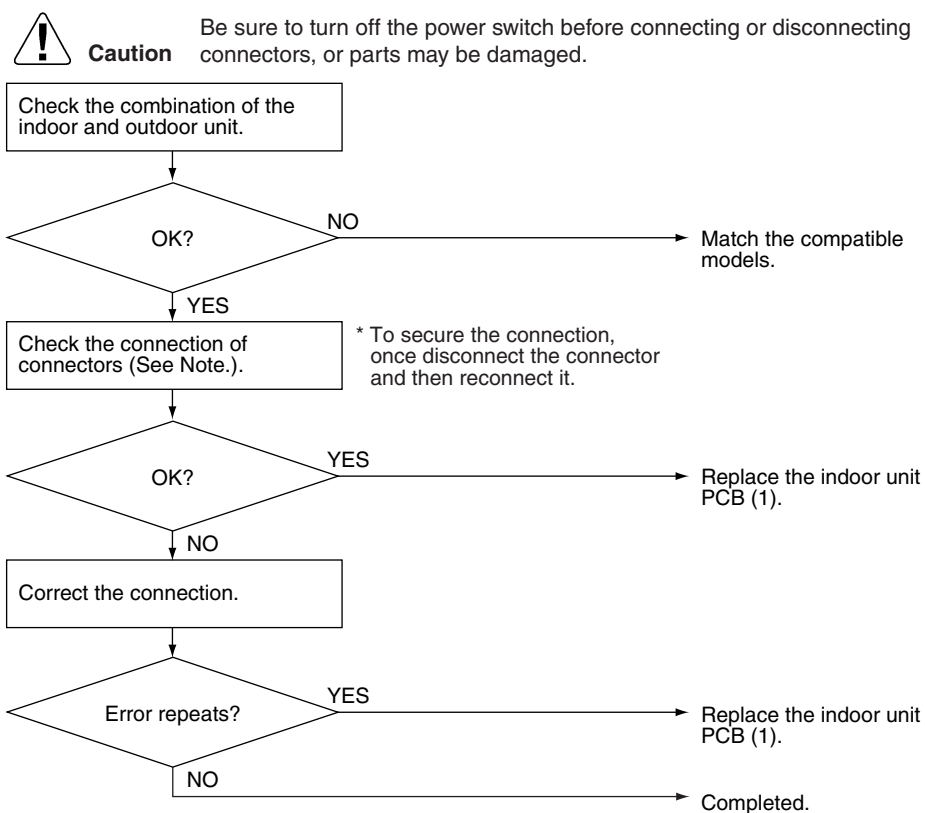 Be sure to turn off the power switch before connecting or disconnecting
Caution connectors, or parts may be damaged.
Check the combination of the
indoor and outdoor unit.
OK?
NO
Match the compatible
models.
YES
Check the connection of
connectors (See Note.).
* To secure the connection,
once disconnect the connector
and then reconnect it.
OK?
YES
Replace the indoor unit
PCB (1).
NO
Correct the connection.
Error repeats?
YES
Replace the indoor unit
PCB (1).
NO
Completed.